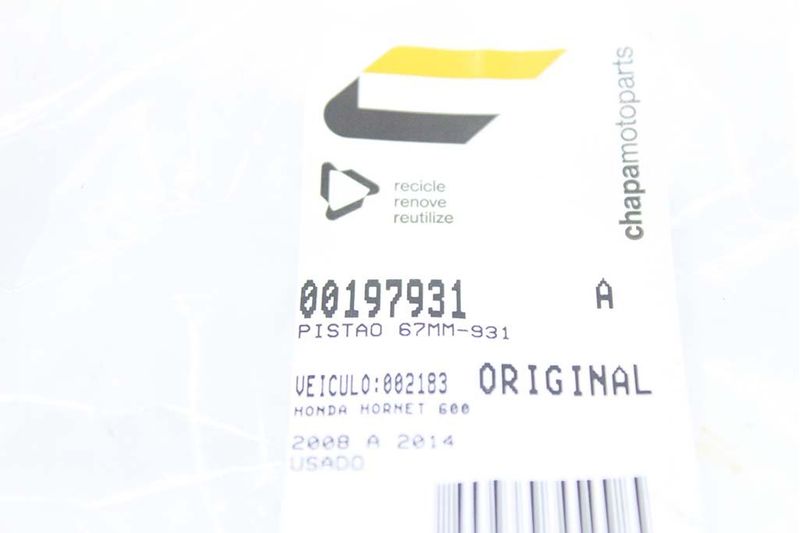 chapamotoparts
recicle
renove
reutilize
00197931 A
PISTAO 67MM-931
VEICULO:002183 ORIGINAL
HONDA HORNET 600
2008 A 2014
USADO